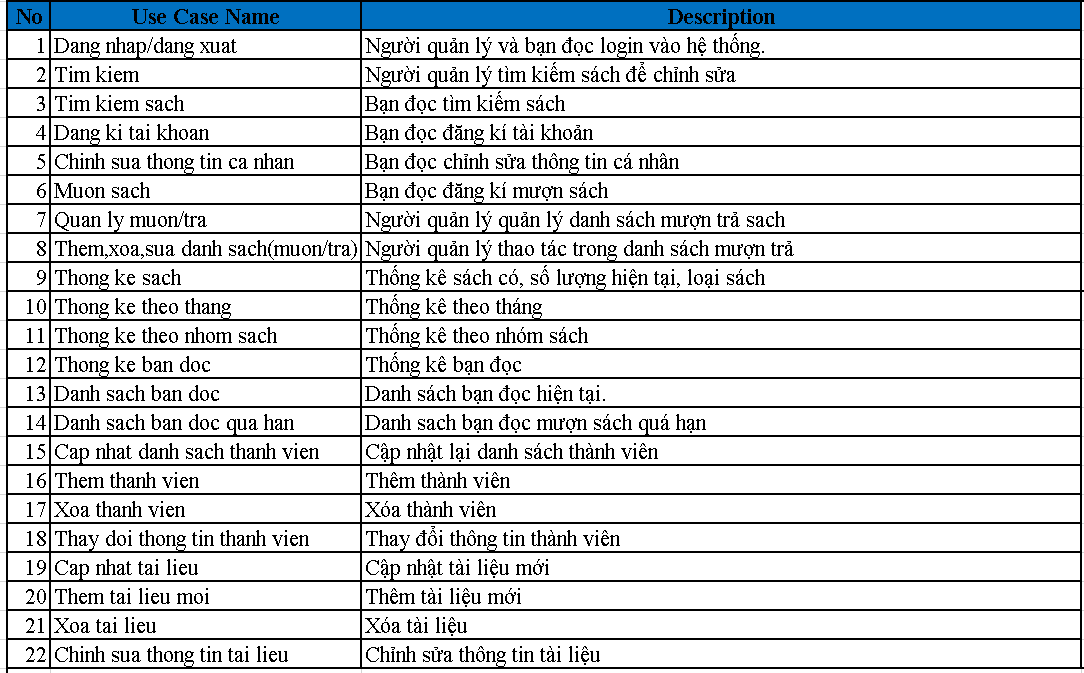 No Use Case Name Description
1 Dang nhap/dang xuat Người quản lý và bạn đọc login vào hệ thống.
2 Tim kiem Người quản lý tìm kiếm sách để chỉnh sửa
3 Tim kiem sach Bạn đọc tìm kiếm sách
4 Dang ki tai khoan Bạn đọc đăng kí tài khoản
5 Chinh sua thong tin ca nhan Bạn đọc chỉnh sửa thông tin cá nhân
6 Muon sach Bạn đọc đăng kí mượn sách
7 Quan ly muon/tra Người quản lý quản lý danh sách mượn trả sach
8 Them,xoa,sua danh sach(muon/tra) Người quản lý thao tác trong danh sách mượn trả
9 Thong ke sach Thống kê sách có, số lượng hiện tại, loại sách
10 Thong ke theo thang Thống kê theo tháng
11 Thong ke theo nhom sach Thống kê theo nhóm sách
12 Thong ke ban doc Thống kê bạn đọc
13 Danh sach ban doc Danh sách bạn đọc hiện tại.
14 Danh sach ban doc qua han Danh sach bạn đọc mượn sách quá hạn
15 Cap nhat danh sach thanh vien Cập nhật lại danh sách thành viên
16 Them thanh vien Thêm thành viên
17 Xoa thanh vien Xóa thành viên
18 Thay doi thong tin thanh vien Thay đổi thông tin thành viên
19 Cap nhat tai lieu Cập nhật tài liệu mới
20 Them tai lieu moi Thêm tài liệu mới
21 Xoa tai lieu Xóa tài liệu
22 Chinh sua thong tin tai lieu Chỉnh sửa thông tin tài liệu